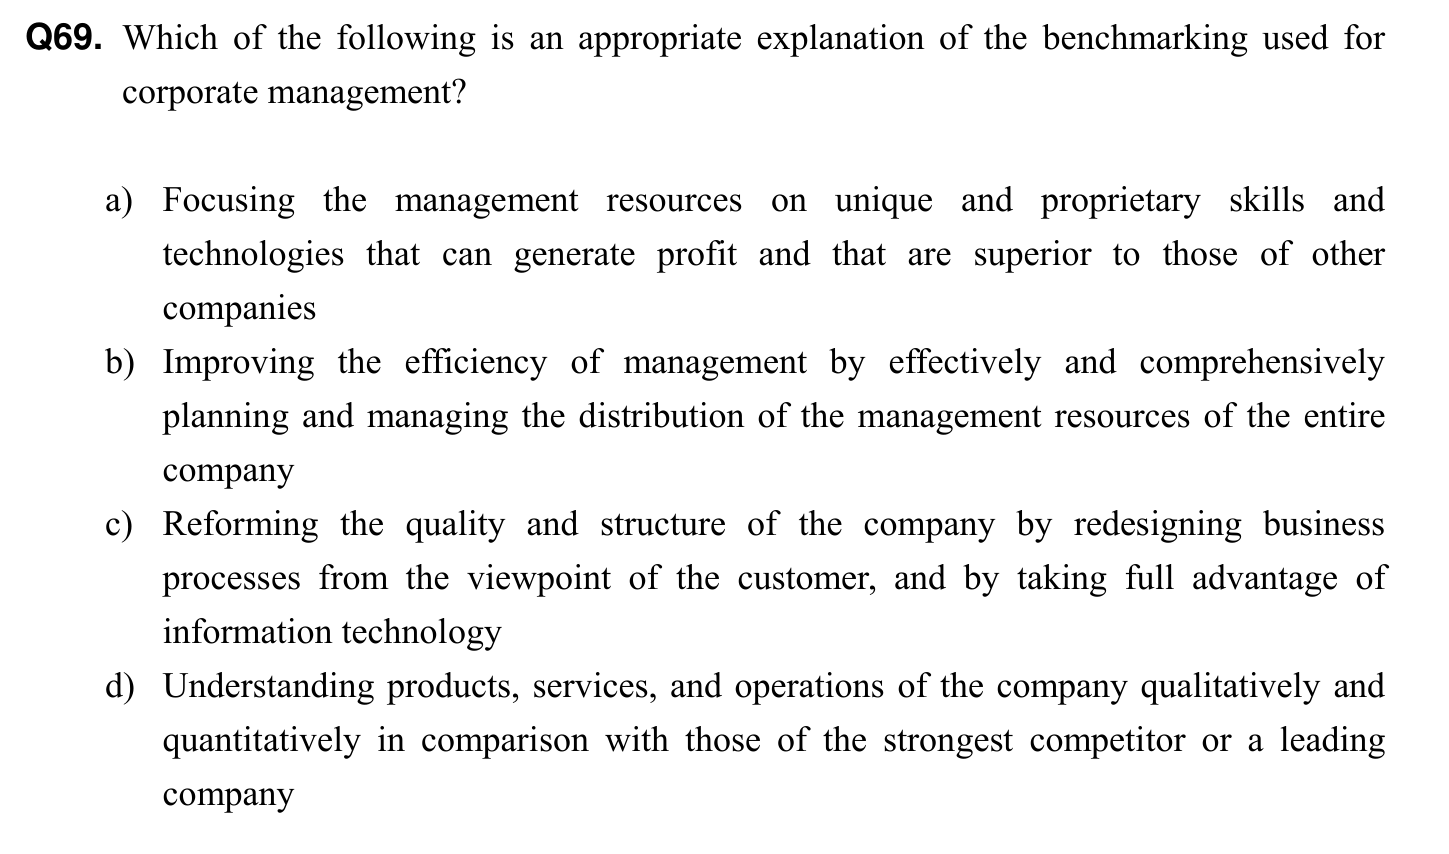 Q69. Which of the following is an appropriate explanation of the benchmarking used for
corporate management?
a) Focusing the management resources on unique and proprietary skills and
technologies that can generate profit and that are superior to those of other
companies
b) Improving the efficiency of management by effectively and comprehensively
planning and managing the distribution of the management resources of the entire
company
c) Reforming the quality and structure of the company by redesigning business
processes from the viewpoint of the customer, and by taking full advantage of
information technology
d) Understanding products, services, and operations of the company qualitatively and
quantitatively in comparison with those of the strongest competitor or a leading
company